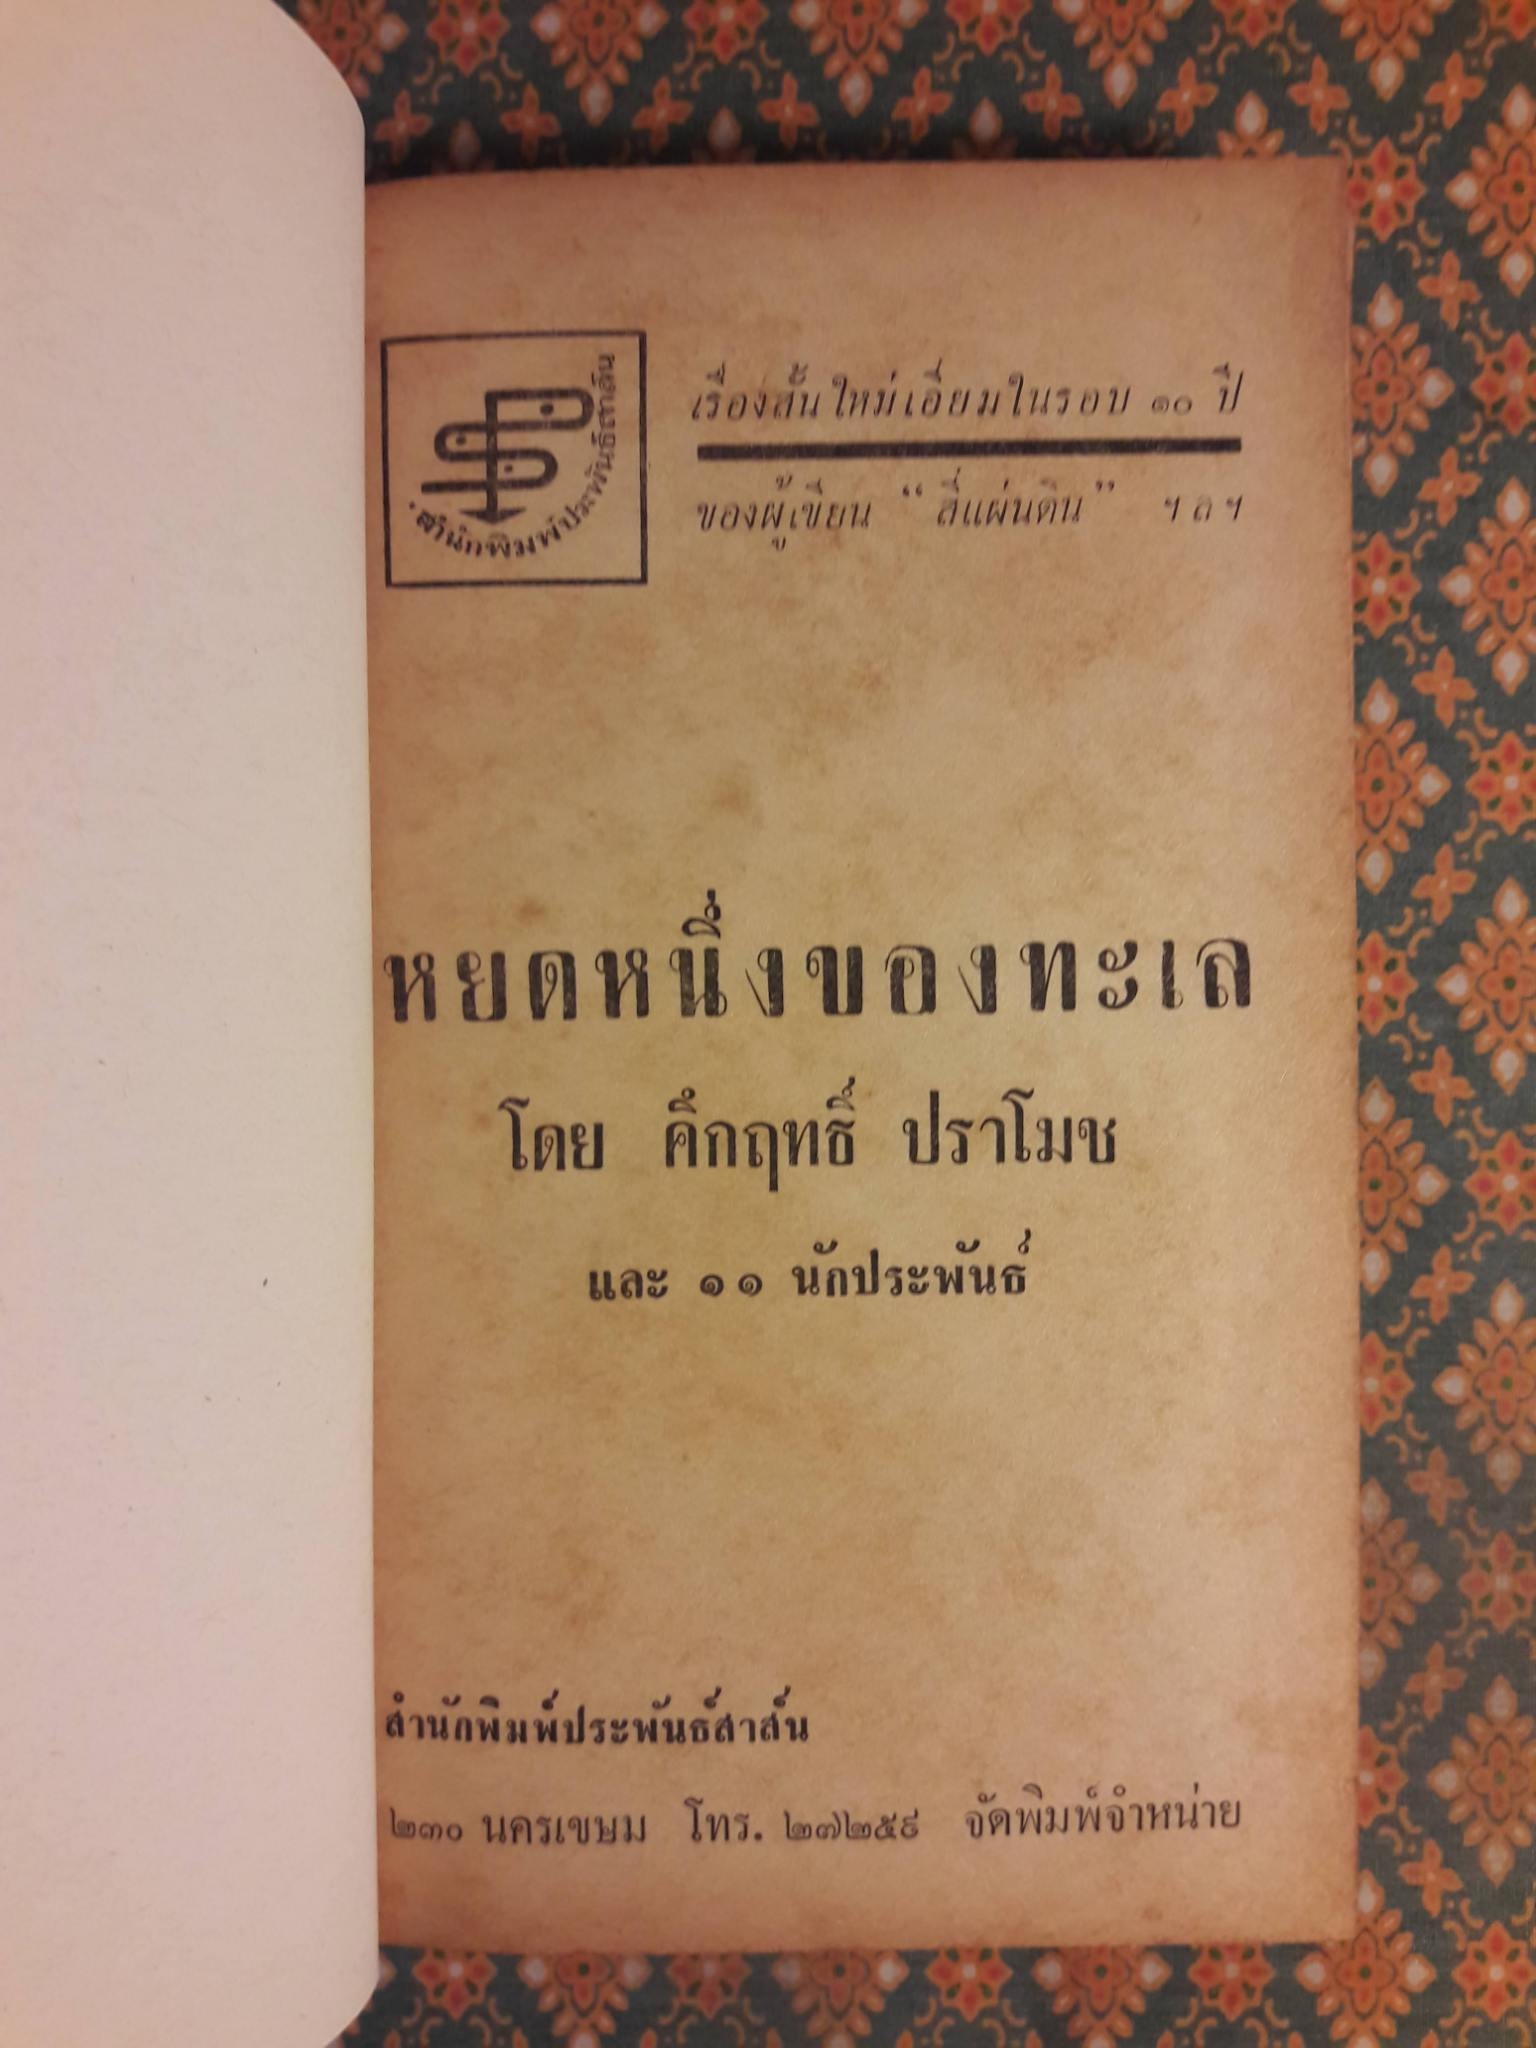 สำนักพิมพ์ประพันธ์สาส์น
เรื่องสั้นใหม่เอี่ยมในรอบ ๑๐ ปี
ของผู้เขียน “สี่แผ่นดิน” ฯลฯ
หยดหนึ่งของทะเล
โดย คึกฤทธิ์ ปราโมช
และ ๑๑ นักประพันธ์
สำนักพิมพ์ประพันธ์สาส์น
๒๓๐ นครเขษม โทร. ๒๗๒๕๙ จัดพิมพ์จำหน่าย